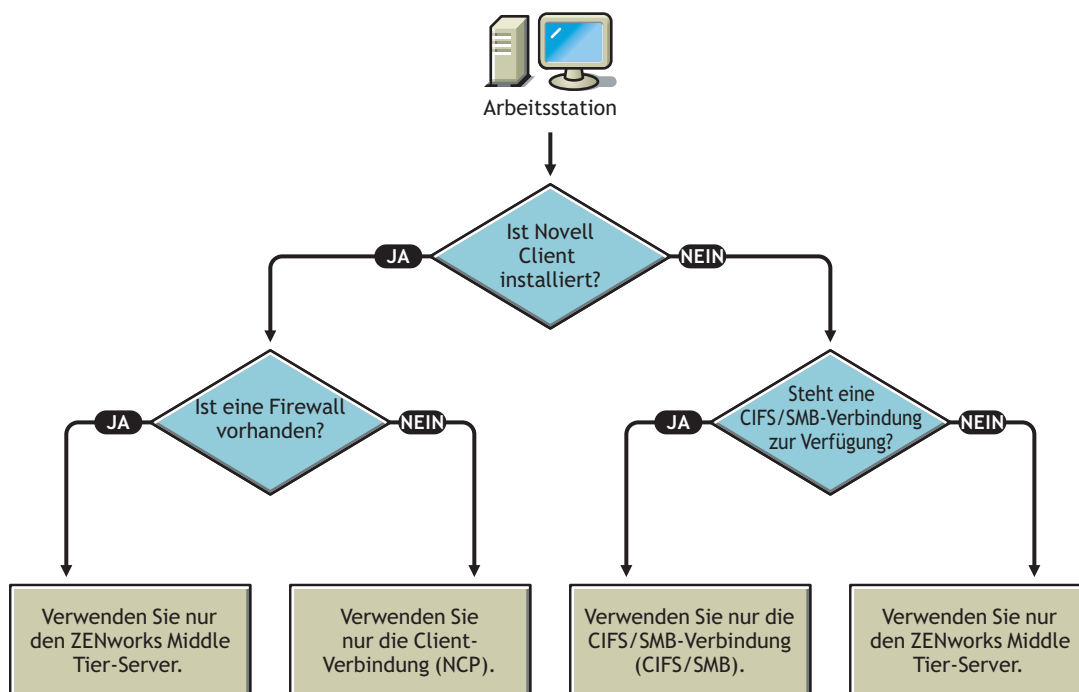 Arbeitsstation
Ist Novell
Client
installiert?
JA
NEIN
Ist eine Firewall
vorhanden?
JA
NEIN
Steht eine
CIFS/SMB-Verbindung
zur Verfügung?
JA
NEIN
Verwenden Sie nur
den ZENworks Middle
Tier-Server.
Verwenden Sie
nur die Client-
Verbindung (NCP).
Verwenden Sie nur die
CIFS/SMB-Verbindung
(CIFS/SMB).
Verwenden Sie nur
den ZENworks Middle
Tier-Server.